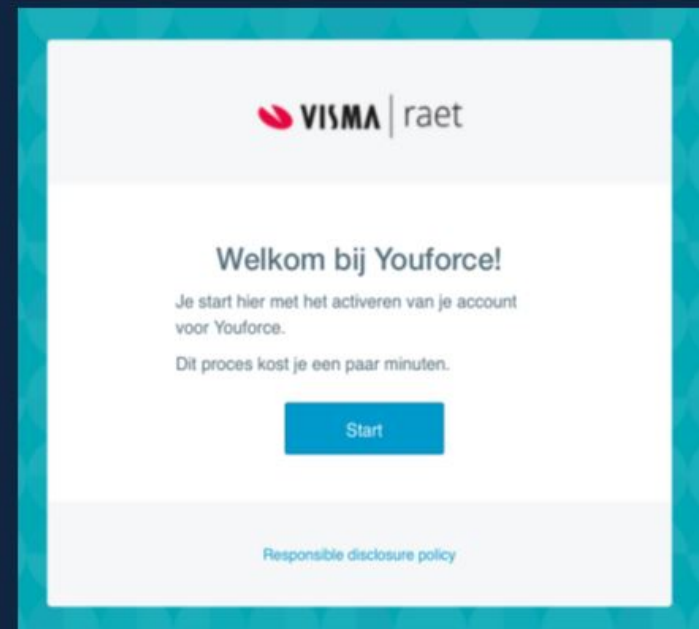 VISMA | raet
Welkom bij Youforce!
Je start hier met het activeren van je account
voor Youforce.
Dit proces kost je een paar minuten.
Start
Responsible disclosure policy